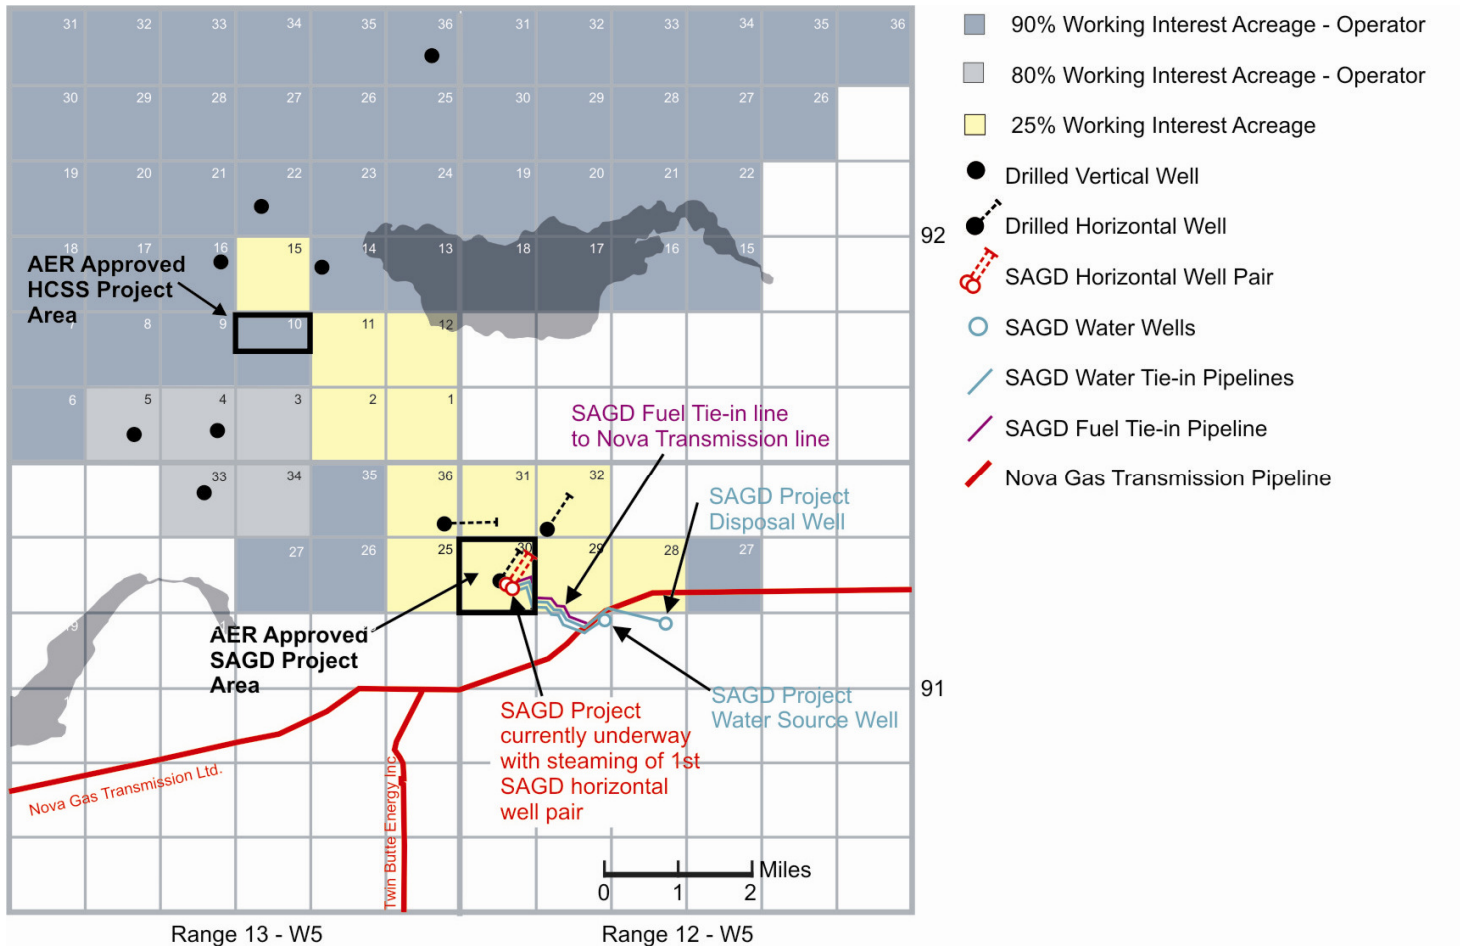 31 32 33 34 35 36 31 32 33 34 35 36
90% Working Interest Acreage - Operator
80% Working Interest Acreage - Operator
30 29 28 27 26 25 30 29 28 27 26
25% Working Interest Acreage
19 20 21 22 23 24 19 20 21 22
Drilled Vertical Well
Drilled Horizontal Well
92
18 17 16 15 14 13 18 17 16 15
AER Approved
HCSS Project
Area
SAGD Horizontal Well Pair
7 8 9 10 11 12
SAGD Water Wells
SAGD Water Tie-in Pipelines
6 5 4 3 2 1
SAGD Fuel Tie-in line
to Nova Transmission line
SAGD Fuel Tie-in Pipeline
33 34 35 36 31 32
Nova Gas Transmission Pipeline
SAGD Project
Disposal Well
27 26 25 30 29 28 27
19
AER Approved
SAGD Project
Area
91
SAGD Project
Water Source Well
SAGD Project
currently underway
with steaming of 1st
SAGD horizontal
well pair
Nova Gas Transmission Ltd.
Twin Butte Energy Inc.
Miles
0 1 2
Range 13 - W5
Range 12 - W5